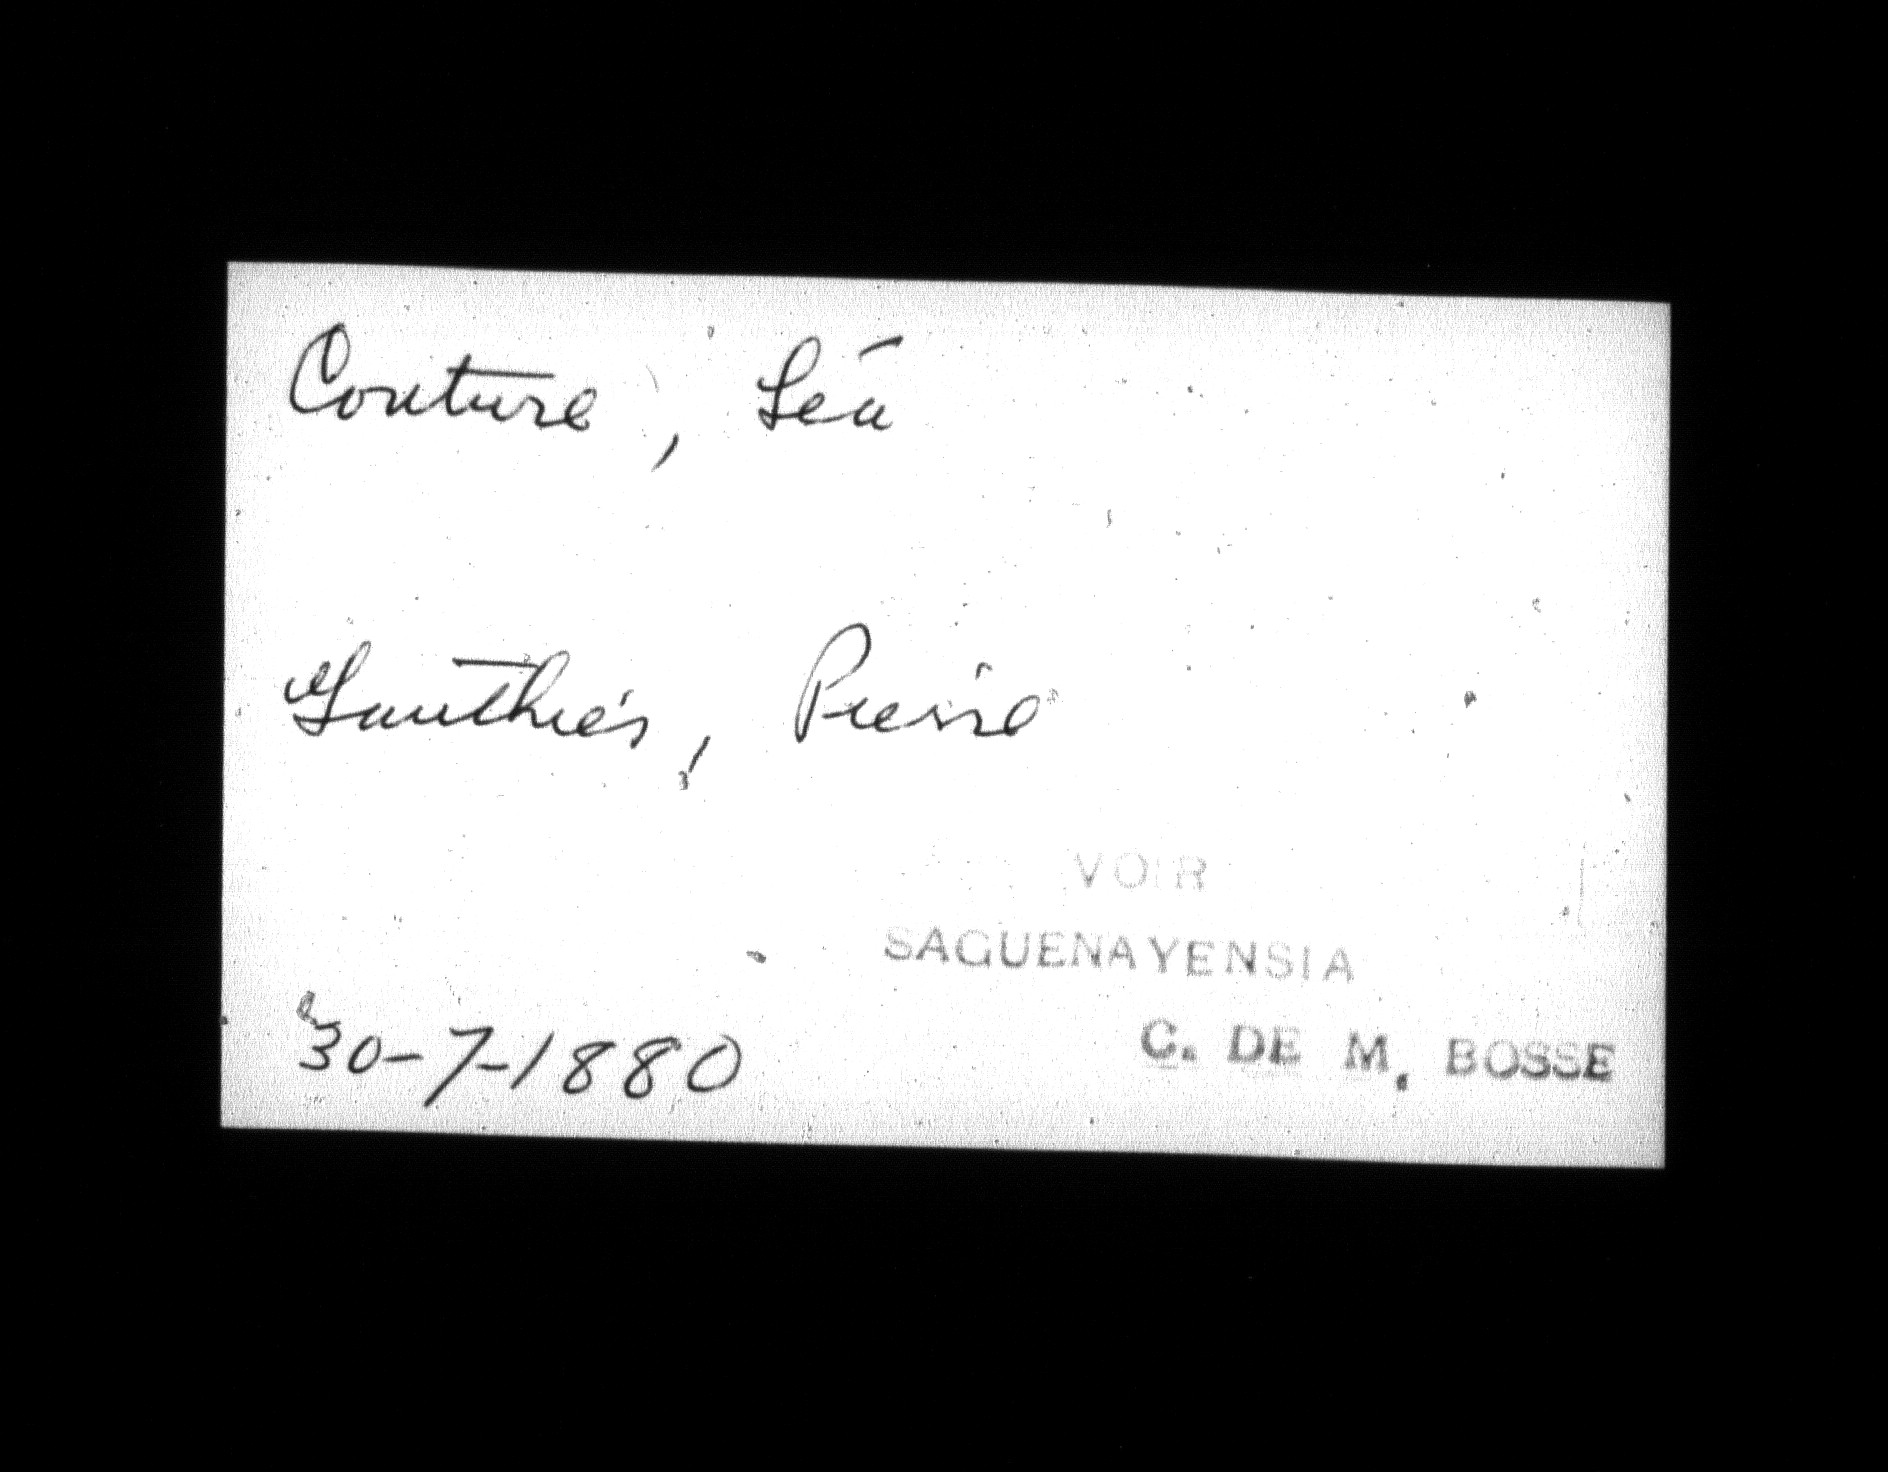 Couture, Léa
Gauthier, Pierre
VOIR
SAGUENAYENSIA
30-7-1880
C. DE M. BOSSE